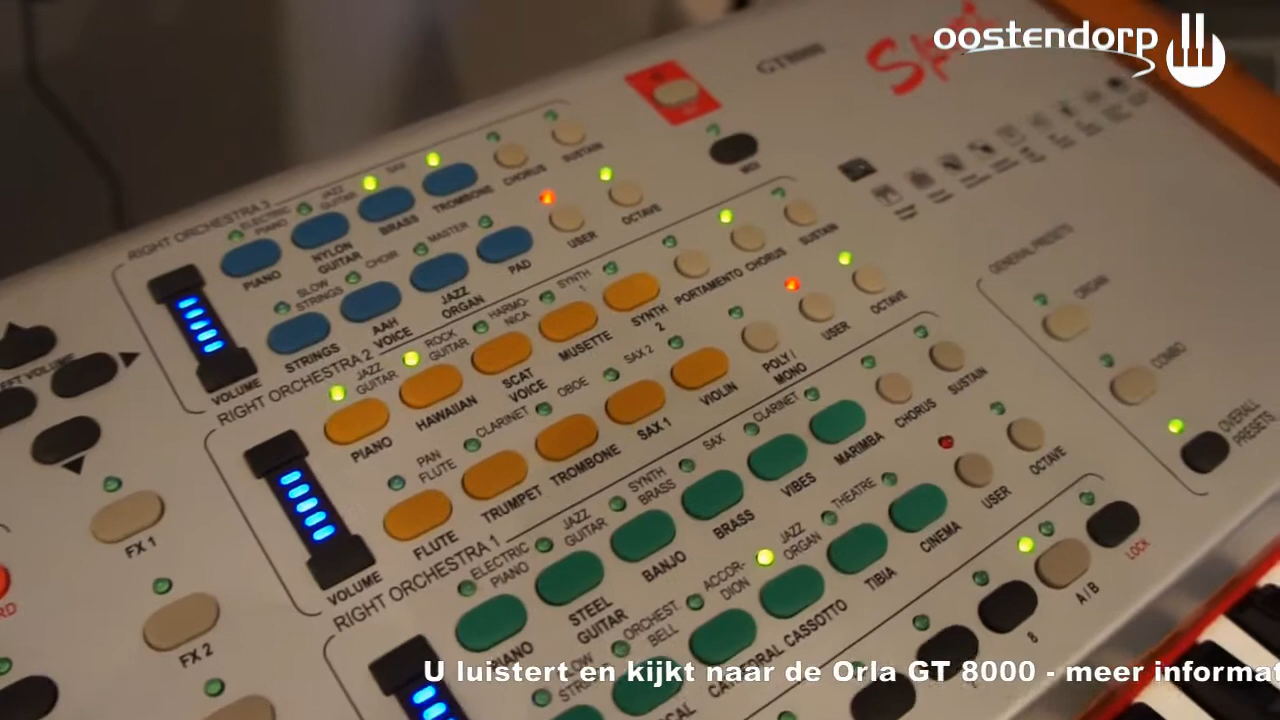 oostendorp
GT8000
RIGHT ORCHESTRA 3
ELECTRIC PIANO
JAZZ GUITAR
SAX
PIANO
NYLON GUITAR
BRASS
TROMBONE
CHORUS
SUSTAIN
SLOW STRINGS
CHOIR
MASTER
STRINGS
AAH VOICE
JAZZ ORGAN
PAD
USER
OCTAVE
VOLUME
RIGHT ORCHESTRA 2
JAZZ GUITAR
ROCK GUITAR
HARMO-NICA
SYNTH 1
PIANO
HAWAIIAN
SCAT VOICE
MUSETTE
SYNTH 2
PORTAMENTO
CHORUS
SUSTAIN
PAN FLUTE
CLARINET
OBOE
SAX 2
FLUTE
TRUMPET
TROMBONE
SAX 1
VIOLIN
POLY / MONO
USER
OCTAVE
VOLUME
RIGHT ORCHESTRA 1
ELECTRIC PIANO
JAZZ GUITAR
SYNTH BRASS
SAX
CLARINET
STEEL GUITAR
BANJO
BRASS
VIBES
MARIMBA
CHORUS
SUSTAIN
ORCHEST. BELL
ACCOR-DION
JAZZ ORGAN
THEATRE
CASSOTTO
TIBIA
CINEMA
USER
OCTAVE
GENERAL PRESETS
ORGAN
COMBO
OVERALL PRESETS
FX 1
FX 2
8
A/B
LOCK
U luistert en kijkt naar de Orla GT 8000 - meer informat